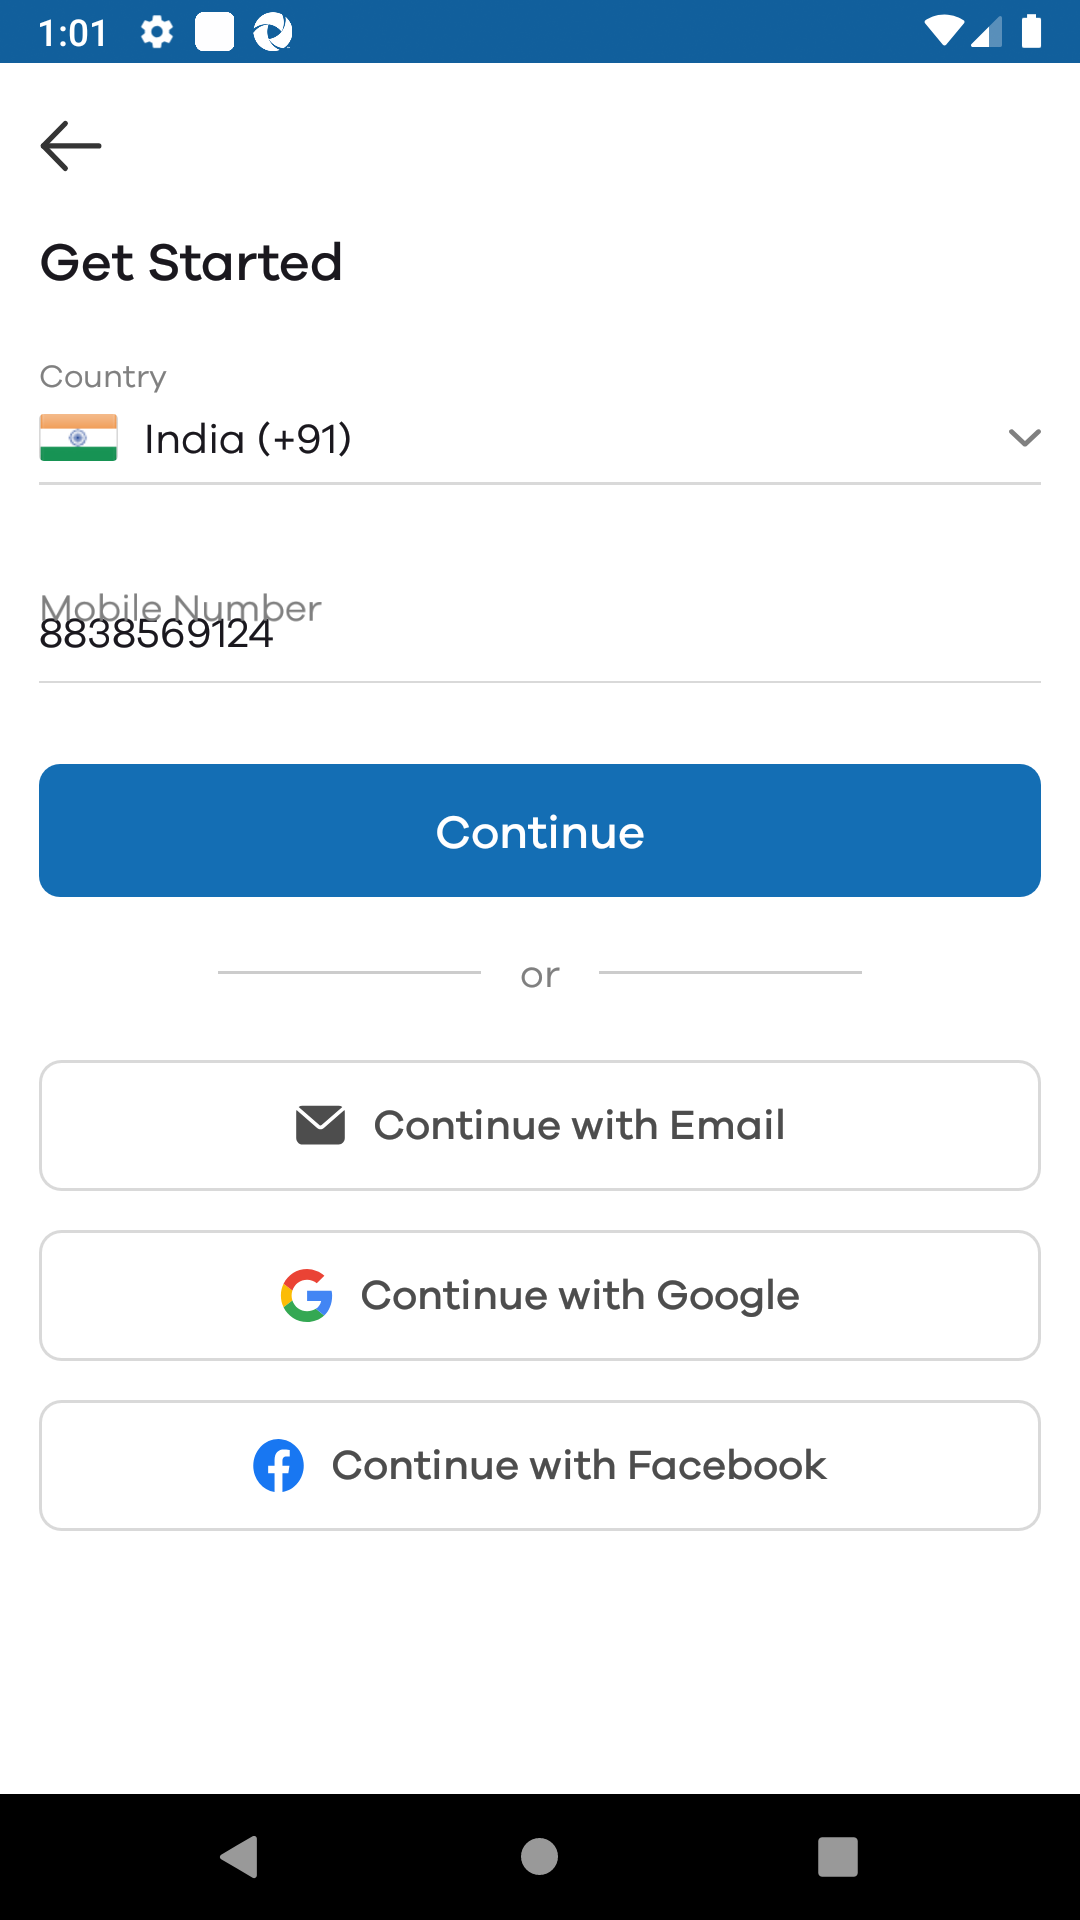 1:01
Get Started
Country
India (+91)
Mobile Number
8838569124
Continue
or
Continue with Email
Continue with Google
Continue with Facebook